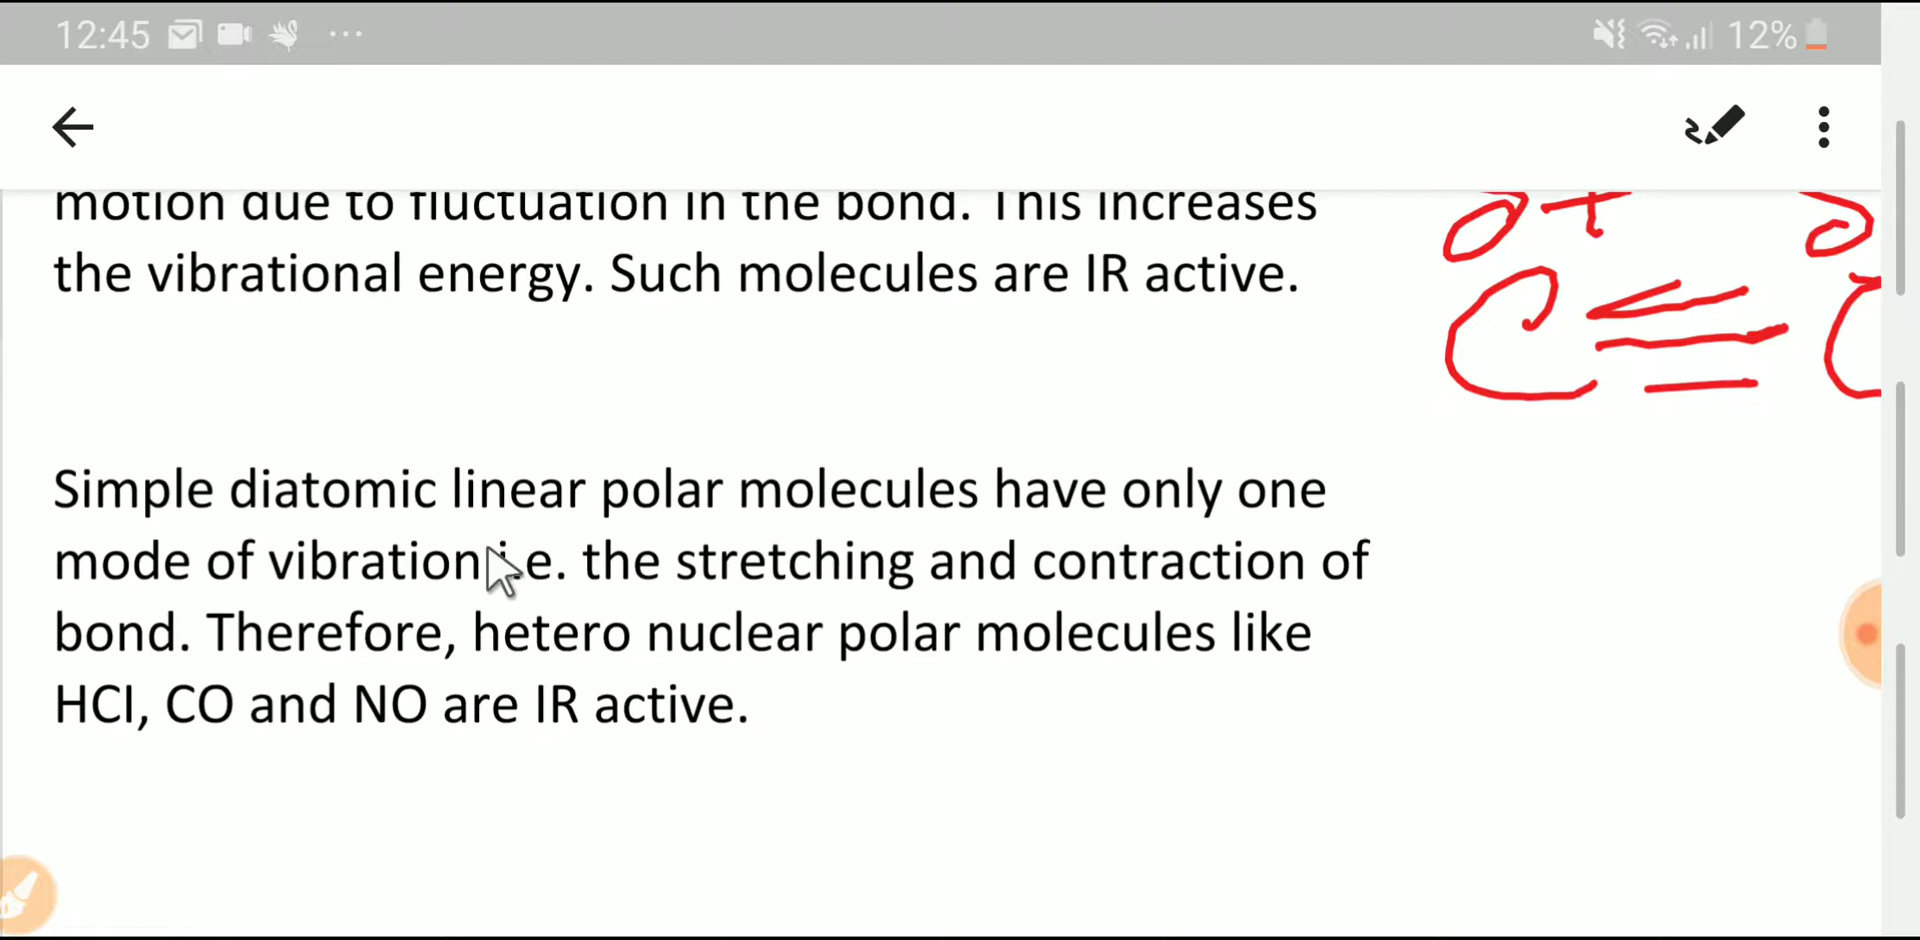 12:45 ... 12%
motion due to fluctuation in the bond. This increases
the vibrational energy. Such molecules are IR active.
δ+ δ
C≡
Simple diatomic linear polar molecules have only one
mode of vibration i.e. the stretching and contraction of
bond. Therefore, hetero nuclear polar molecules like
HCl, CO and NO are IR active.